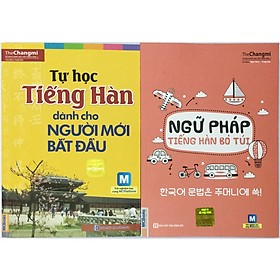 TheChangmi
Tự học
Tiếng Hàn
dành cho
NGƯỜI MỚI
BẮT ĐẦU
TheChangmi
NGỮ PHÁP
TIẾNG HÀN BỎ TÚI
한국어 문법은 주머니에 쏙!